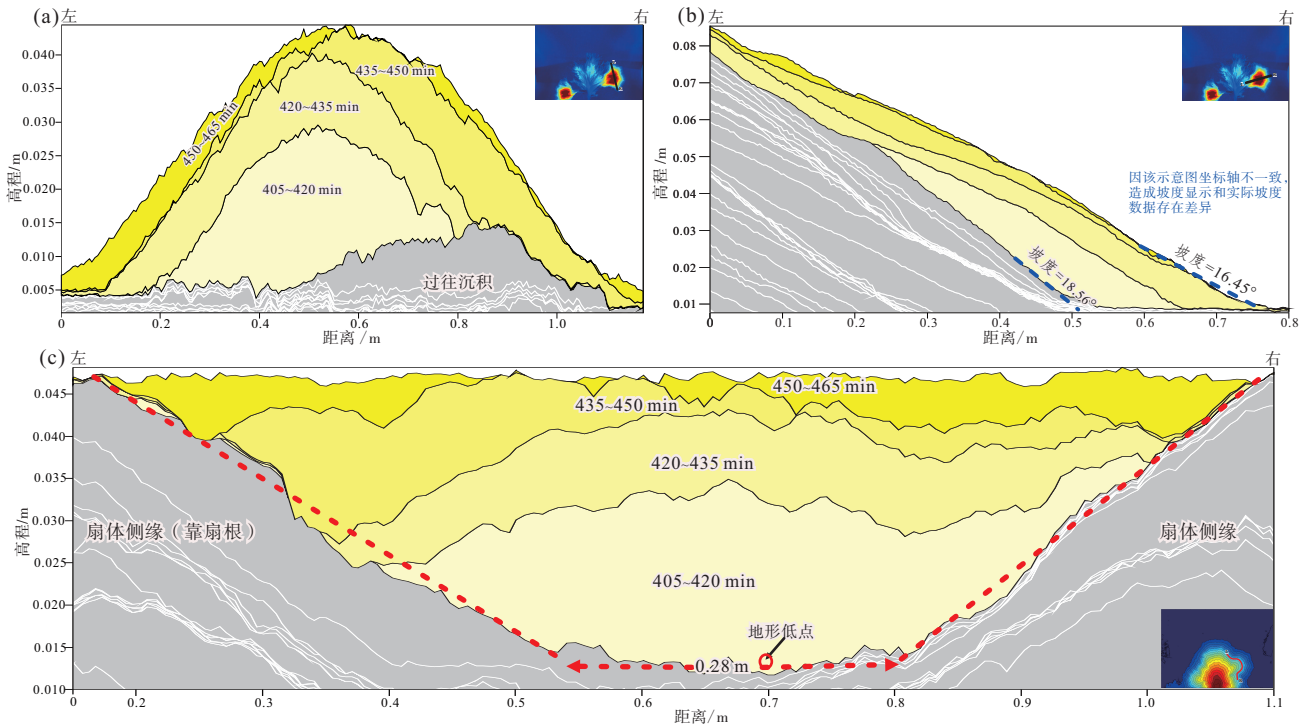 (a)
左
右
0.040
0.035
0.030
0.025
0.020
0.015
0.010
0.005
高程/m
435~450 min
450~465 min
420~435 min
405~420 min
过往沉积
0
0.2
0.4
0.6
0.8
1.0
距离/m
(b)
左
右
0.08
0.07
0.06
0.05
0.04
0.03
0.02
0.01
高程/m
因该示意图坐标轴不一致,
造成坡度显示和实际坡度
数据存在差异
坡度=16.45°
坡度=18.56°
0
0.1
0.2
0.3
0.4
0.5
0.6
0.7
0.8
距离/m
(c)
左
右
0.045
0.040
0.035
0.030
0.025
0.020
0.015
0.010
高程/m
450~465 min
435~450 min
420~435 min
405~420 min
扇体侧缘(靠扇根)
扇体侧缘
地形低点
0.28 m
0
0.1
0.2
0.3
0.4
0.5
0.6
0.7
0.8
0.9
1.0
1.1
距离/m